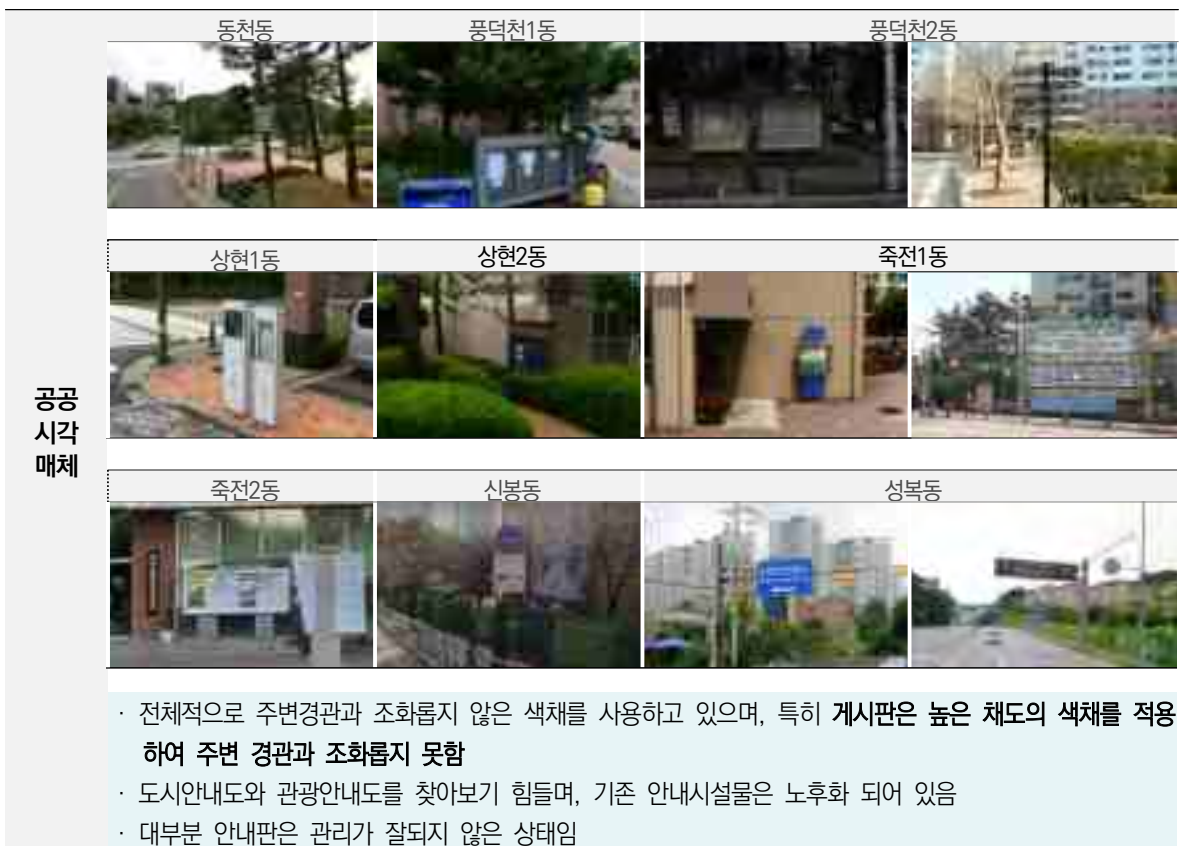 동천동
풍덕천1동
풍덕천2동
상현1동
상현2동
죽전1동
공공
시각
매체
죽전2동
신봉동
성복동
· 전체적으로 주변경관과 조화롭지 않은 색채를 사용하고 있으며, 특히 게시판은 높은 채도의 색채를 적용
하여 주변 경관과 조화롭지 못함
· 도시안내도와 관광안내도를 찾아보기 힘들며, 기존 안내시설물은 노후화 되어 있음
· 대부분 안내판은 관리가 잘되지 않은 상태임